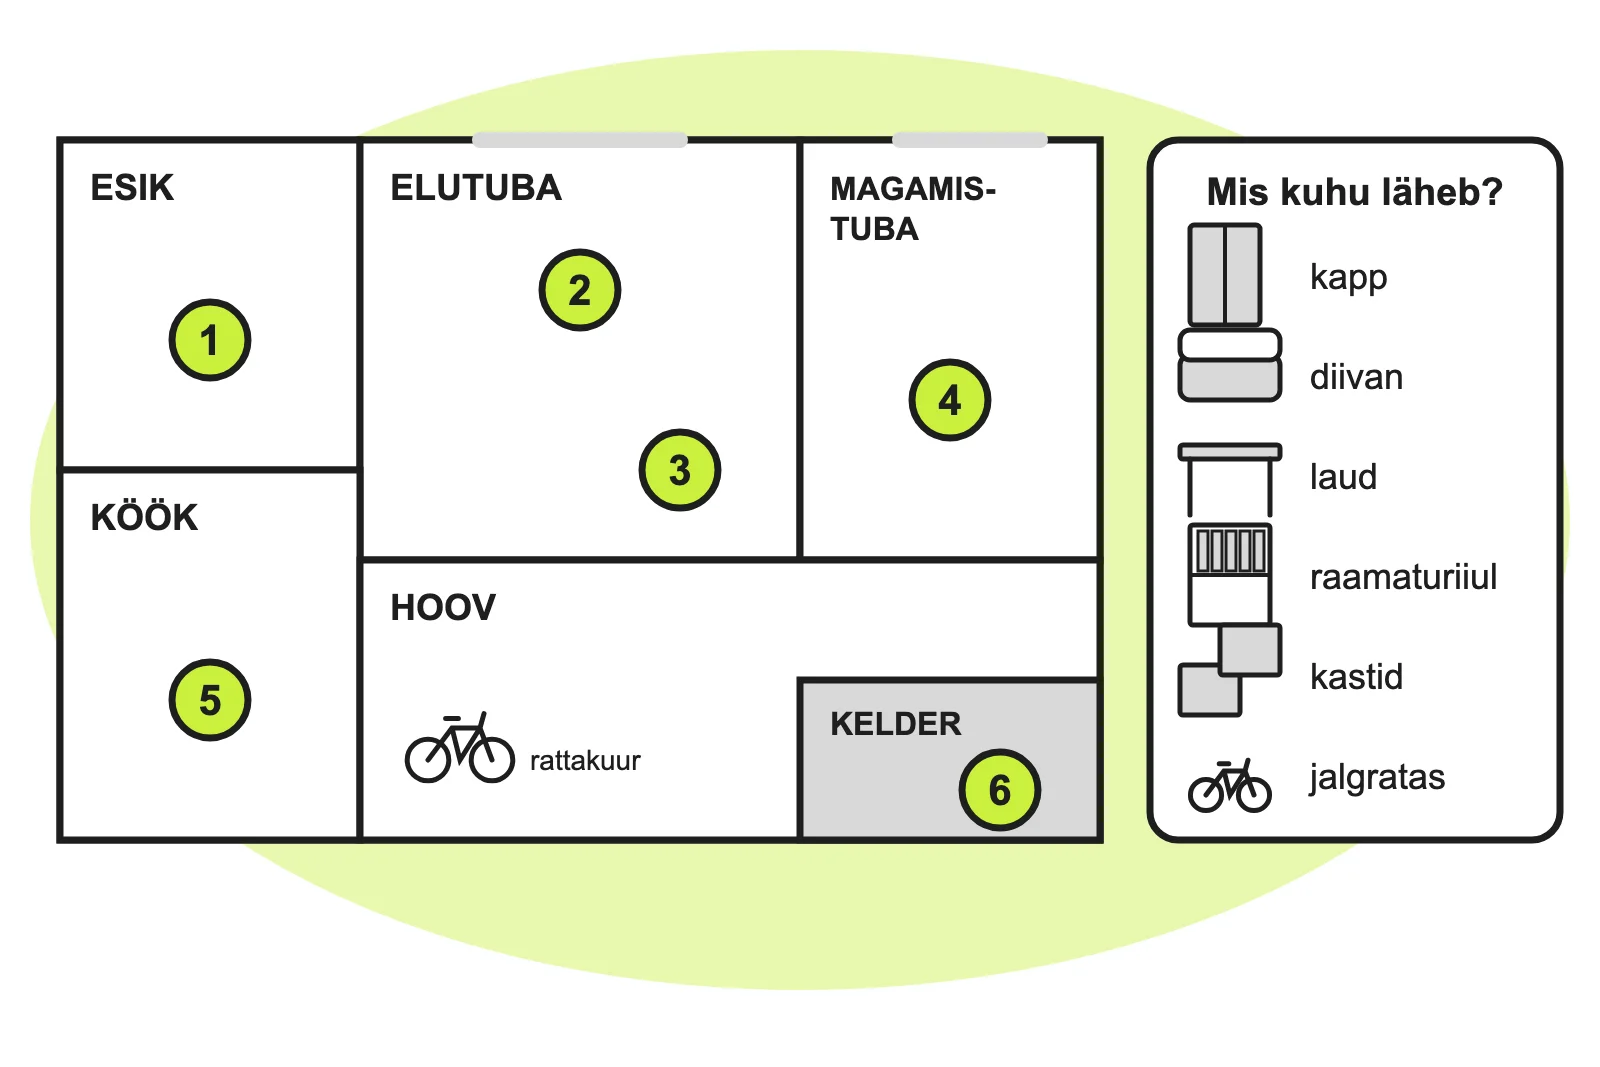 ESIK
1
ELUTUBA
2
3
MAGAMIS-
TUBA
4
KÖÖK
5
HOOV
rattakuur
KELDER
6
Mis kuhu läheb?
kapp
diivan
laud
raamaturiiul
kastid
jalgratas